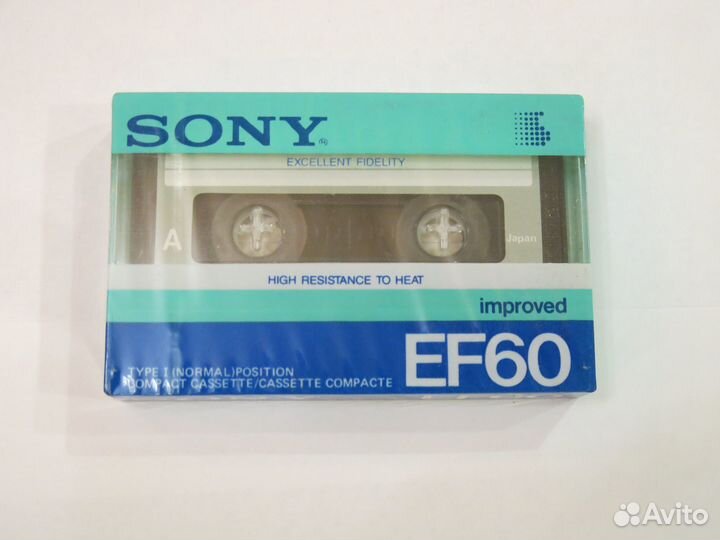 SONY®
EXCELLENT FIDELITY
A
Japan
HIGH RESISTANCE TO HEAT
improved
EF60
TYPE I (NORMAL) POSITION
COMPACT CASSETTE/CASSETTE COMPACTE
Avito